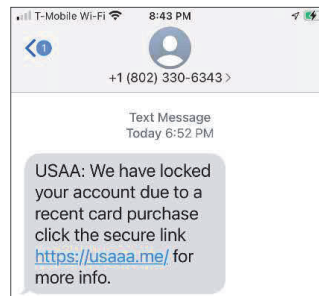 T-Mobile Wi-Fi 8:43 PM
1
+1 (802) 330-6343 >
Text Message
Today 6:52 PM
USAA: We have locked
your account due to a
recent card purchase
click the secure link
https://usaaa.me/ for
more info.